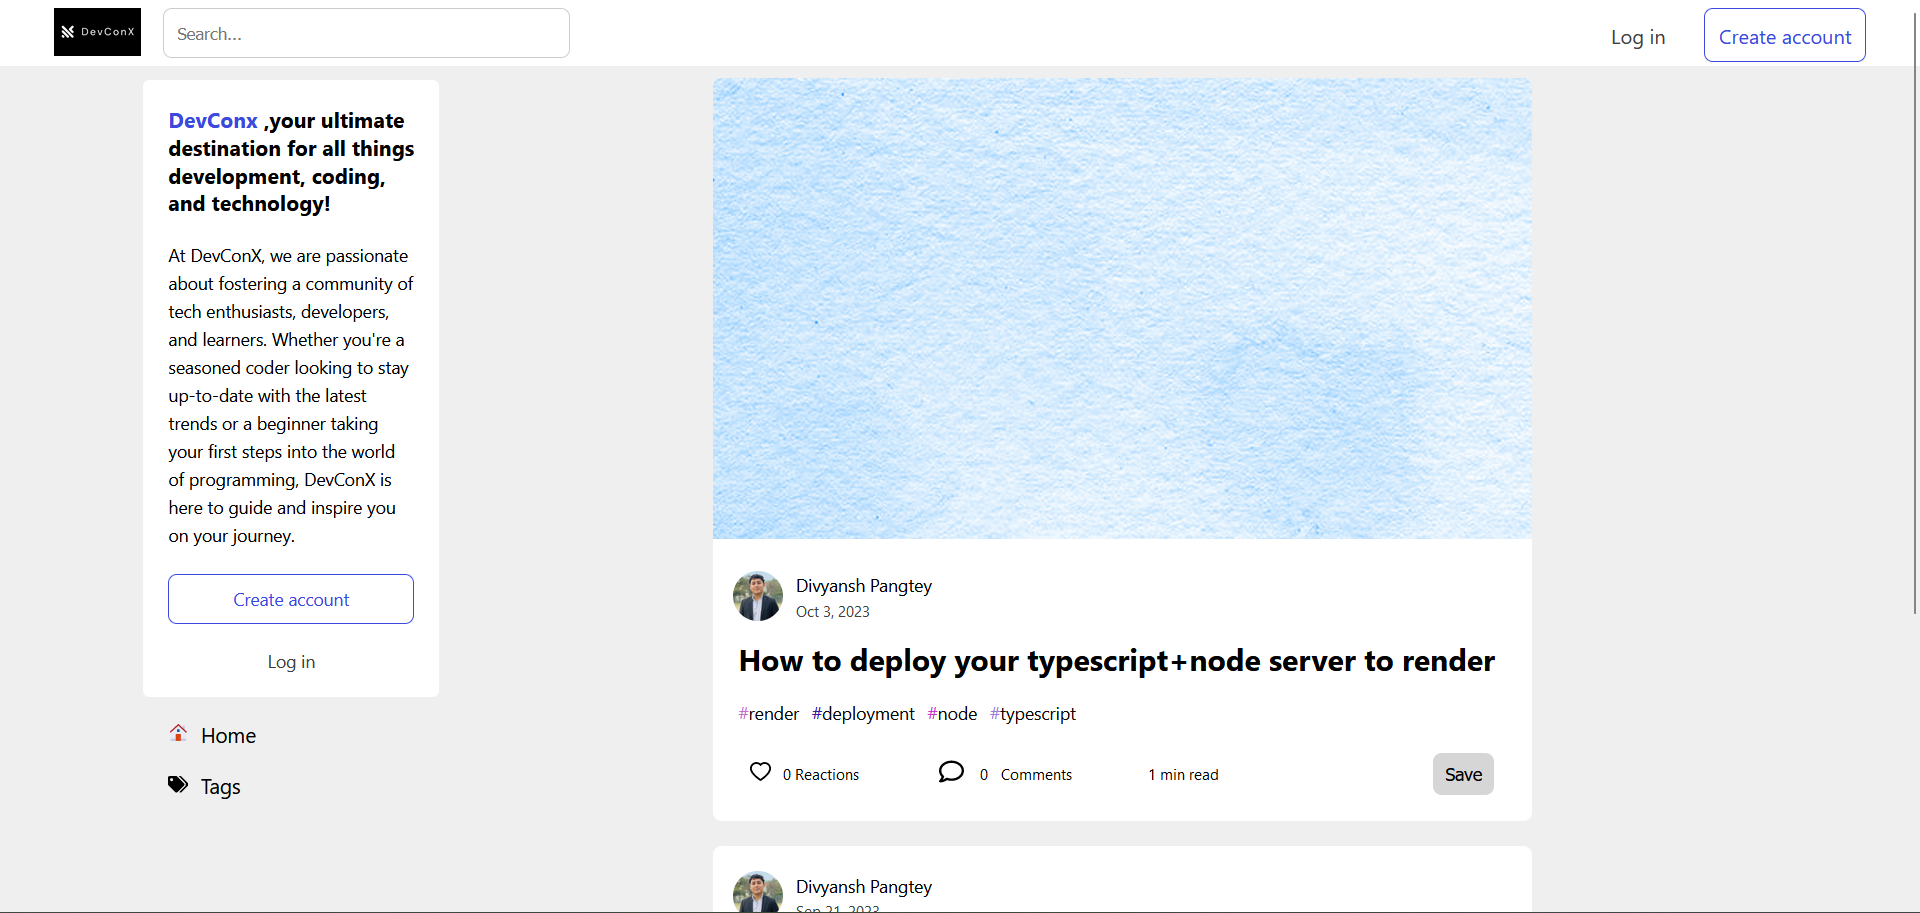 DevConX
Search...
Log in
Create account
DevConx ,your ultimate
destination for all things
development, coding,
and technology!
At DevConX, we are passionate
about fostering a community of
tech enthusiasts, developers,
and learners. Whether you're a
seasoned coder looking to stay
up-to-date with the latest
trends or a beginner taking
your first steps into the world
of programming, DevConX is
here to guide and inspire you
on your journey.
Create account
Log in
Home
Tags
Divyansh Pangtey
Oct 3, 2023
How to deploy your typescript+node server to render
#render #deployment #node #typescript
0 Reactions 0 Comments 1 min read Save
Divyansh Pangtey
Sep 21, 2023